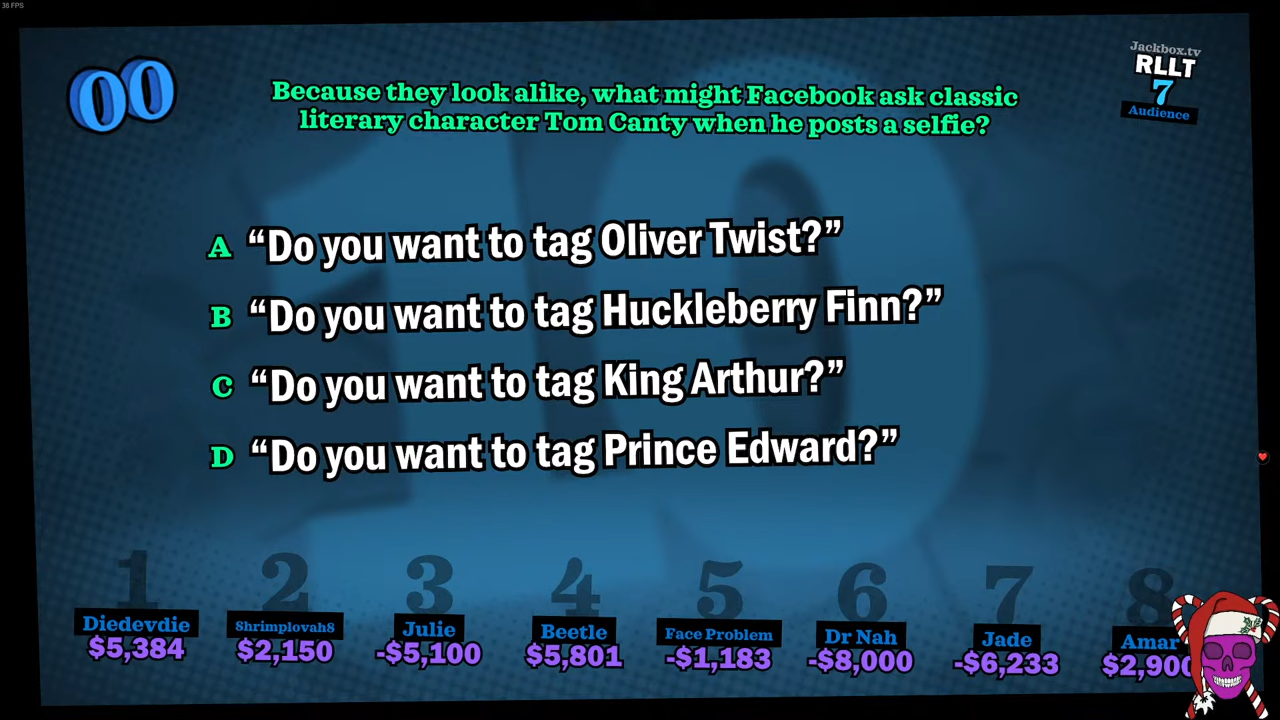 36 FPS
00
Because they look alike, what might Facebook ask classic
literary character Tom Canty when he posts a selfie?
Jackbox.tv
RLLT
7
Audience
10
A "Do you want to tag Oliver Twist?"
B "Do you want to tag Huckleberry Finn?"
C "Do you want to tag King Arthur?"
D "Do you want to tag Prince Edward?"
1 2 3 4 5 6 7 8
Diedevdie Shrimplovah8 Julie Beetle Face Problem Dr Nah Jade Amar
$5,384 $2,150 -$5,100 $5,801 -$1,183 -$8,000 -$6,233 $2,900